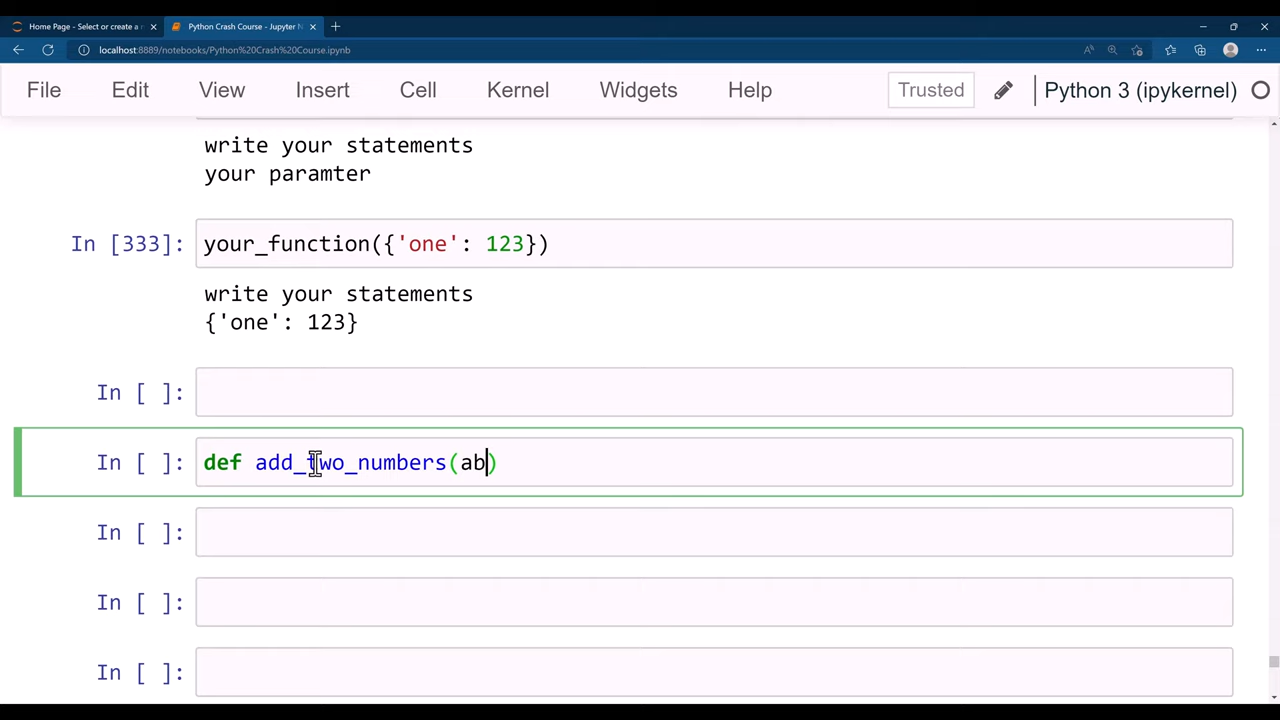 Home Page - Select or create a n
Python Crash Course - Jupyter N
localhost:8889/notebooks/Python%20Crash%20Course.ipynb
File Edit View Insert Cell Kernel Widgets Help Trusted Python 3 (ipykernel)
write your statements
your paramter
In [333]: your_function({'one': 123})
write your statements
{'one': 123}
In [ ]:
In [ ]: def add_two_numbers(ab)
In [ ]:
In [ ]:
In [ ]: